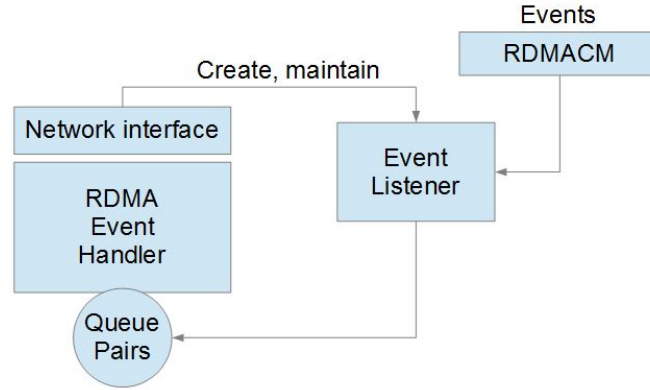 Events
RDMACM
Create, maintain
Network interface
Event
Listener
RDMA
Event
Handler
Queue
Pairs